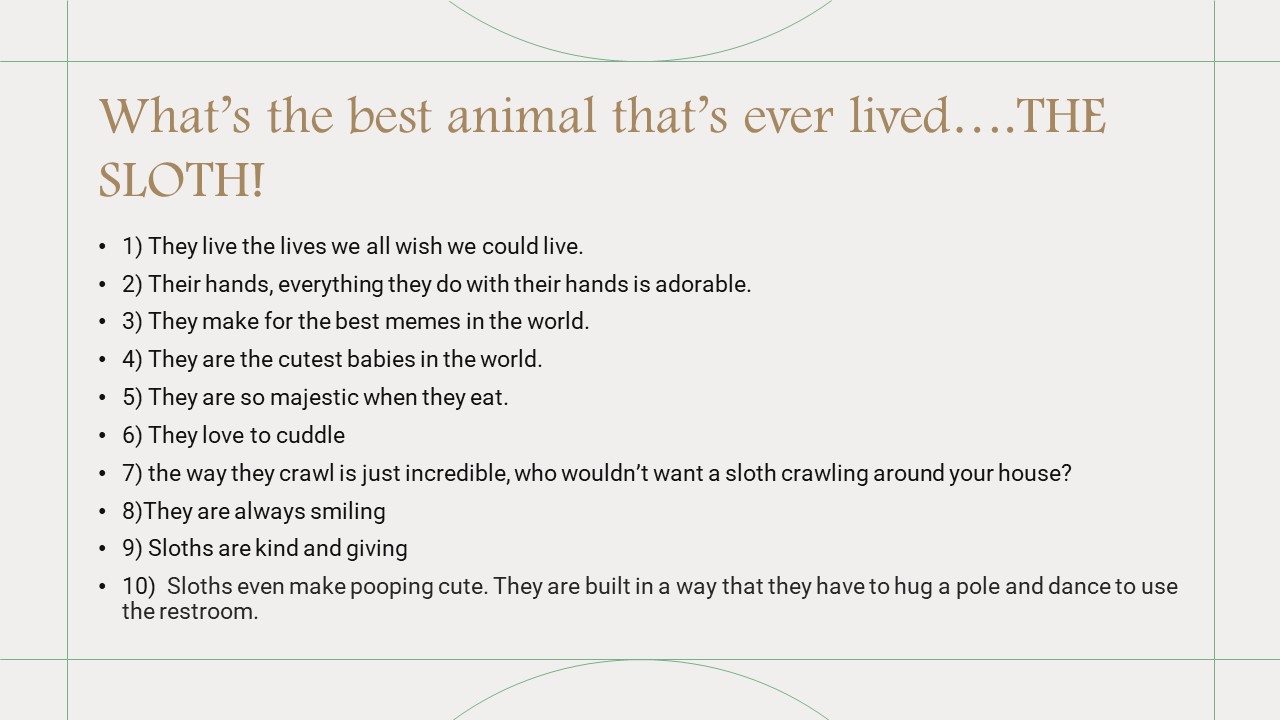 What’s the best animal that’s ever lived….THE
SLOTH!
• 1) They live the lives we all wish we could live.
• 2) Their hands, everything they do with their hands is adorable.
• 3) They make for the best memes in the world.
• 4) They are the cutest babies in the world.
• 5) They are so majestic when they eat.
• 6) They love to cuddle
• 7) the way they crawl is just incredible, who wouldn’t want a sloth crawling around your house?
• 8)They are always smiling
• 9) Sloths are kind and giving
• 10)  Sloths even make pooping cute. They are built in a way that they have to hug a pole and dance to use
the restroom.